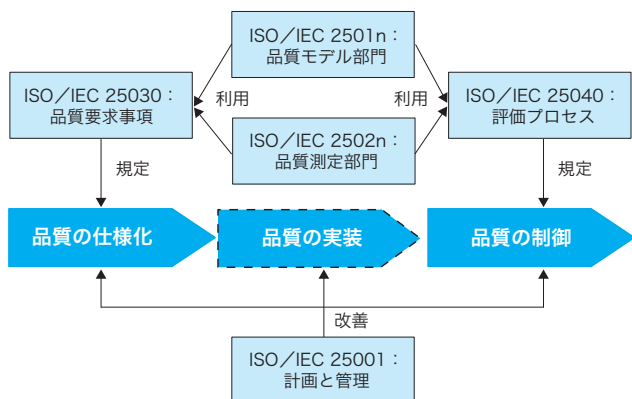 ISO／IEC 2501n：
品質モデル部門
ISO／IEC 25030：
品質要求事項
利用
利用
ISO／IEC 25040：
評価プロセス
ISO／IEC 2502n：
品質測定部門
規定
規定
品質の仕様化
品質の実装
品質の制御
改善
ISO／IEC 25001：
計画と管理